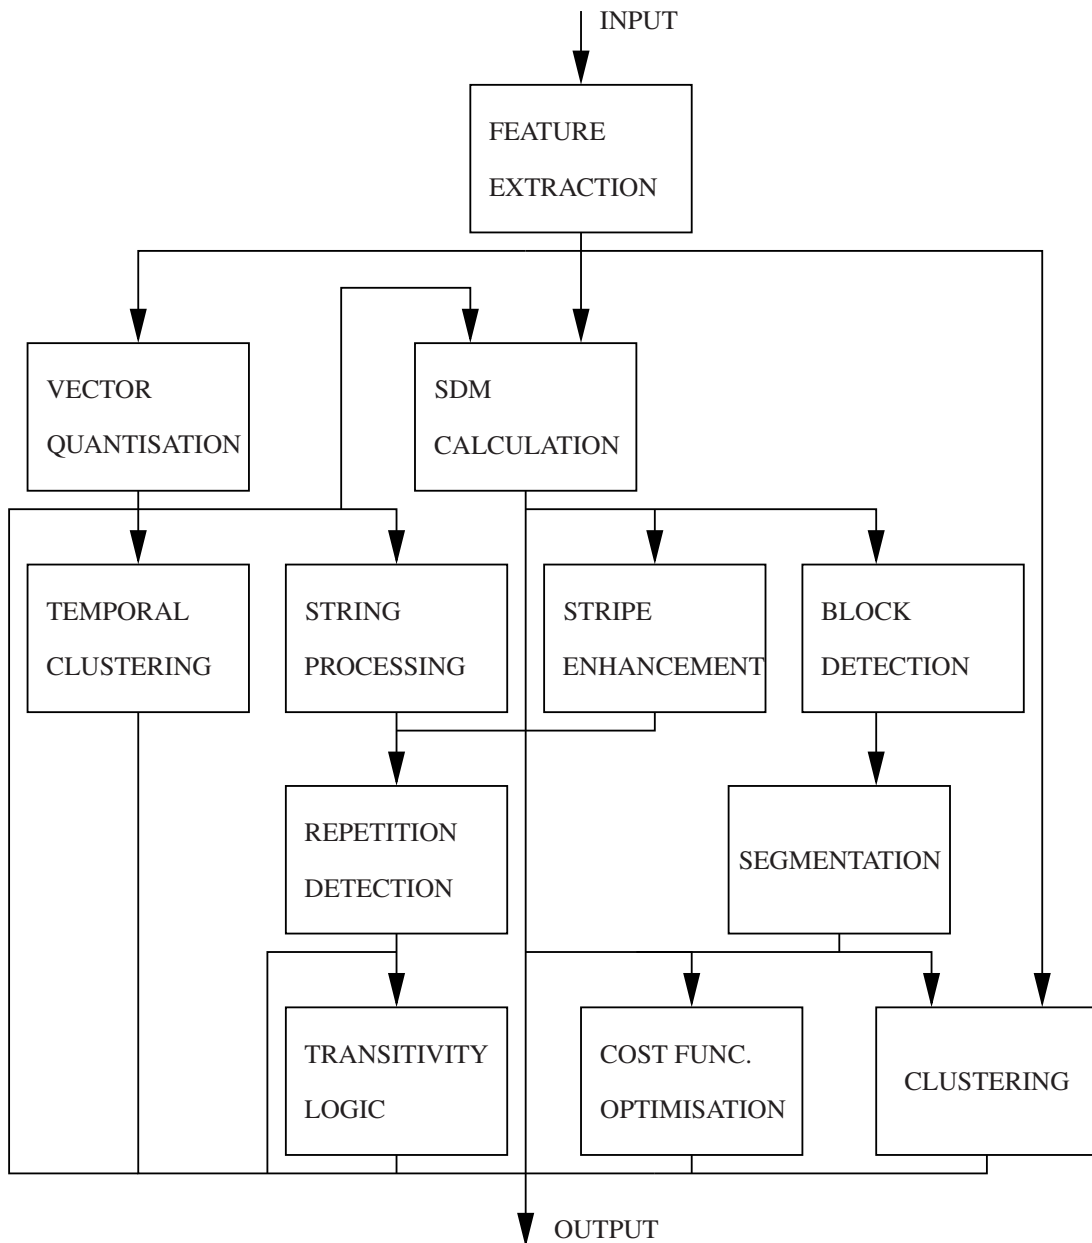 INPUT
FEATURE
EXTRACTION
VECTOR
QUANTISATION
SDM
CALCULATION
TEMPORAL
CLUSTERING
STRING
PROCESSING
STRIPE
ENHANCEMENT
BLOCK
DETECTION
REPETITION
DETECTION
SEGMENTATION
TRANSITIVITY
LOGIC
COST FUNC.
OPTIMISATION
CLUSTERING
OUTPUT